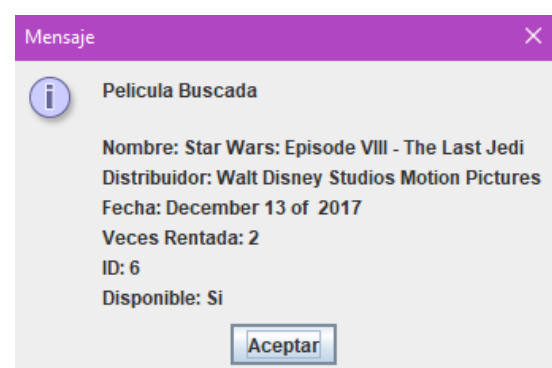 Mensaje
Pelicula Buscada
Nombre: Star Wars: Episode VIII - The Last Jedi
Distribuidor: Walt Disney Studios Motion Pictures
Fecha: December 13 of 2017
Veces Rentada: 2
ID: 6
Disponible: Si
Aceptar